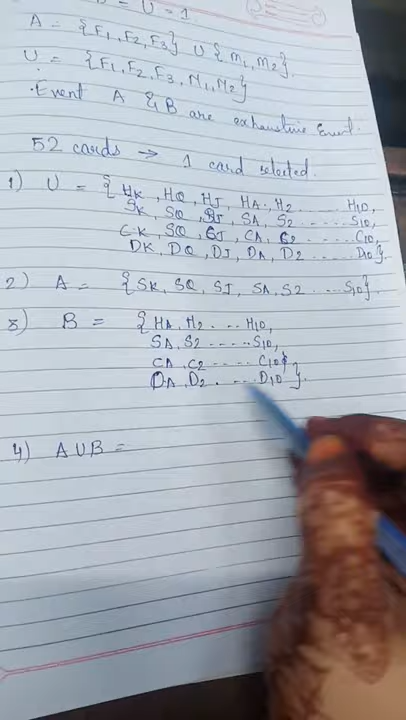 B = U = 1
A = {F1, F2, F3} U {M1, M2}.
U = {F1, F2, F3, M1, M2}
. Event A & B are exhaustive Event.
52 cards → 1 card selected.
1) U = {HK, HQ, HJ, HA, H2 ...... H10,
SK, SQ, SJ, SA, S2 ...... S10,
CK, SQ, CJ, CA, C2 ...... C10,
DK, DQ, DJ, DA, D2 ...... D10}.
2) A = {SK, SQ, SJ, SA, S2 .... S10}.
3) B = {HA, H2 .... H10,
SA, S2 ..... S10,
CA, C2 ..... C10
DA, D2 ..... D10}.
4) A U B =